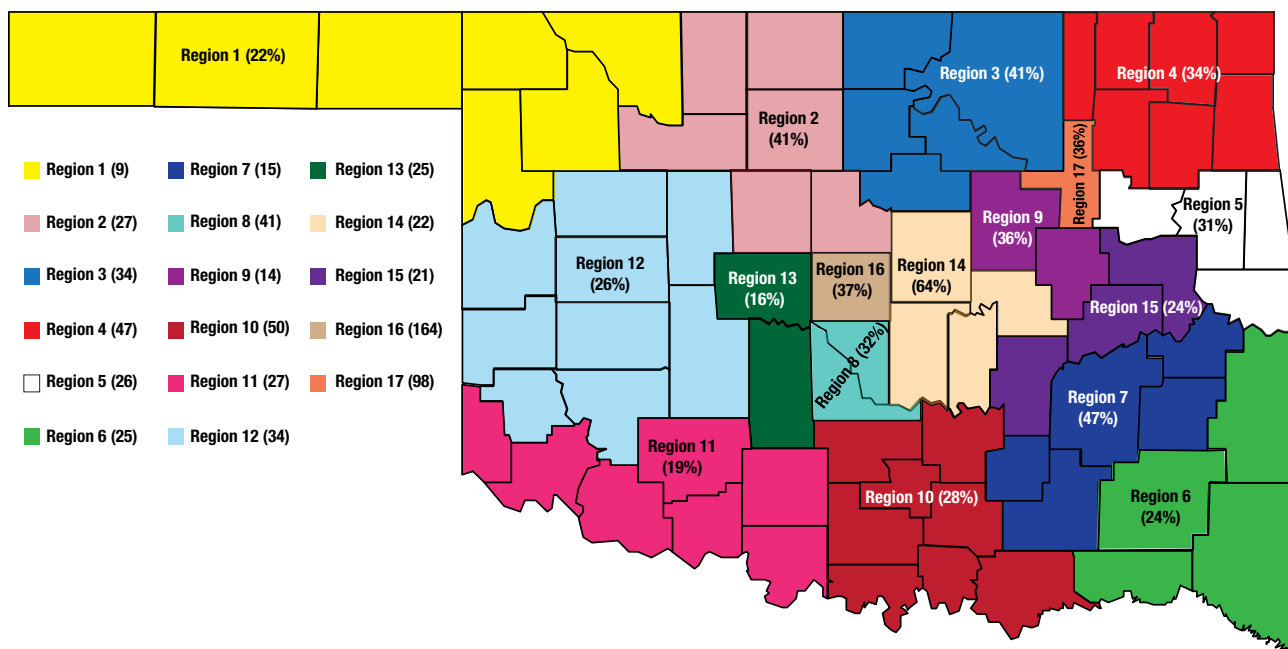 Region 1 (22%)
Region 3 (41%)
Region 4 (34%)
Region 2
(41%)
Region 17 (36%)
Region 1 (9)
Region 7 (15)
Region 13 (25)
Region 2 (27)
Region 8 (41)
Region 14 (22)
Region 3 (34)
Region 9 (14)
Region 15 (21)
Region 4 (47)
Region 10 (50)
Region 16 (164)
Region 5 (26)
Region 11 (27)
Region 17 (98)
Region 6 (25)
Region 12 (34)
Region 5
(31%)
Region 9
(36%)
Region 12
(26%)
Region 13
(16%)
Region 16
(37%)
Region 14
(64%)
Region 15 (24%)
Region 8 (32%)
Region 7
(47%)
Region 11
(19%)
Region 10 (28%)
Region 6
(24%)